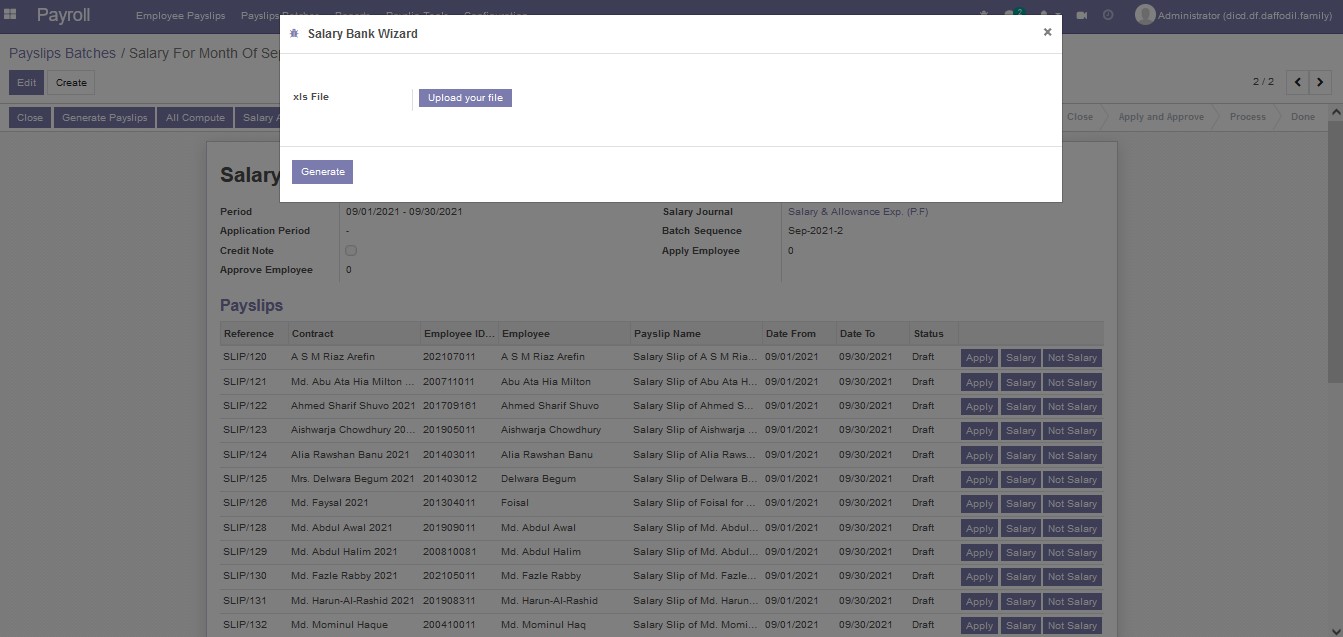 Payroll
Employee Payslips Payslips Batches Reports Payslip Tools Configuration 2 Administrator (dicd.df.daffodil.family)
Salary Bank Wizard ×
Payslips Batches / Salary For Month Of Se
Edit Create 2 / 2
xls File Upload your file
Close Generate Payslips All Compute Salary A Close Apply and Approve Process Done
Generate
Salary
Period 09/01/2021 - 09/30/2021 Salary Journal Salary & Allowance Exp. (P.F)
Application Period - Batch Sequence Sep-2021-2
Credit Note Apply Employee 0
Approve Employee 0
Payslips
Reference Contract Employee ID... Employee Payslip Name Date From Date To Status
SLIP/120 A S M Riaz Arefin 202107011 A S M Riaz Arefin Salary Slip of A S M Ria... 09/01/2021 09/30/2021 Draft Apply Salary Not Salary
SLIP/121 Md. Abu Ata Hia Milton ... 200711011 Abu Ata Hia Milton Salary Slip of Abu Ata H... 09/01/2021 09/30/2021 Draft Apply Salary Not Salary
SLIP/122 Ahmed Sharif Shuvo 2021 201709161 Ahmed Sharif Shuvo Salary Slip of Ahmed S... 09/01/2021 09/30/2021 Draft Apply Salary Not Salary
SLIP/123 Aishwarja Chowdhury 20... 201905011 Aishwarja Chowdhury Salary Slip of Aishwarja ... 09/01/2021 09/30/2021 Draft Apply Salary Not Salary
SLIP/124 Alia Rawshan Banu 2021 201403011 Alia Rawshan Banu Salary Slip of Alia Raws... 09/01/2021 09/30/2021 Draft Apply Salary Not Salary
SLIP/125 Mrs. Delwara Begum 2021 201403012 Delwara Begum Salary Slip of Delwara B... 09/01/2021 09/30/2021 Draft Apply Salary Not Salary
SLIP/126 Md. Faysal 2021 201304011 Foisal Salary Slip of Foisal for ... 09/01/2021 09/30/2021 Draft Apply Salary Not Salary
SLIP/128 Md. Abdul Awal 2021 201909011 Md. Abdul Awal Salary Slip of Md. Abdul... 09/01/2021 09/30/2021 Draft Apply Salary Not Salary
SLIP/129 Md. Abdul Halim 2021 200810081 Md. Abdul Halim Salary Slip of Md. Abdul... 09/01/2021 09/30/2021 Draft Apply Salary Not Salary
SLIP/130 Md. Fazle Rabby 2021 202105011 Md. Fazle Rabby Salary Slip of Md. Fazle... 09/01/2021 09/30/2021 Draft Apply Salary Not Salary
SLIP/131 Md. Harun-Al-Rashid 2021 201908311 Md. Harun-Al-Rashid Salary Slip of Md. Harun... 09/01/2021 09/30/2021 Draft Apply Salary Not Salary
SLIP/132 Md. Mominul Haque 200410011 Md. Mominul Haq Salary Slip of Md. Momi... 09/01/2021 09/30/2021 Draft Apply Salary Not Salary